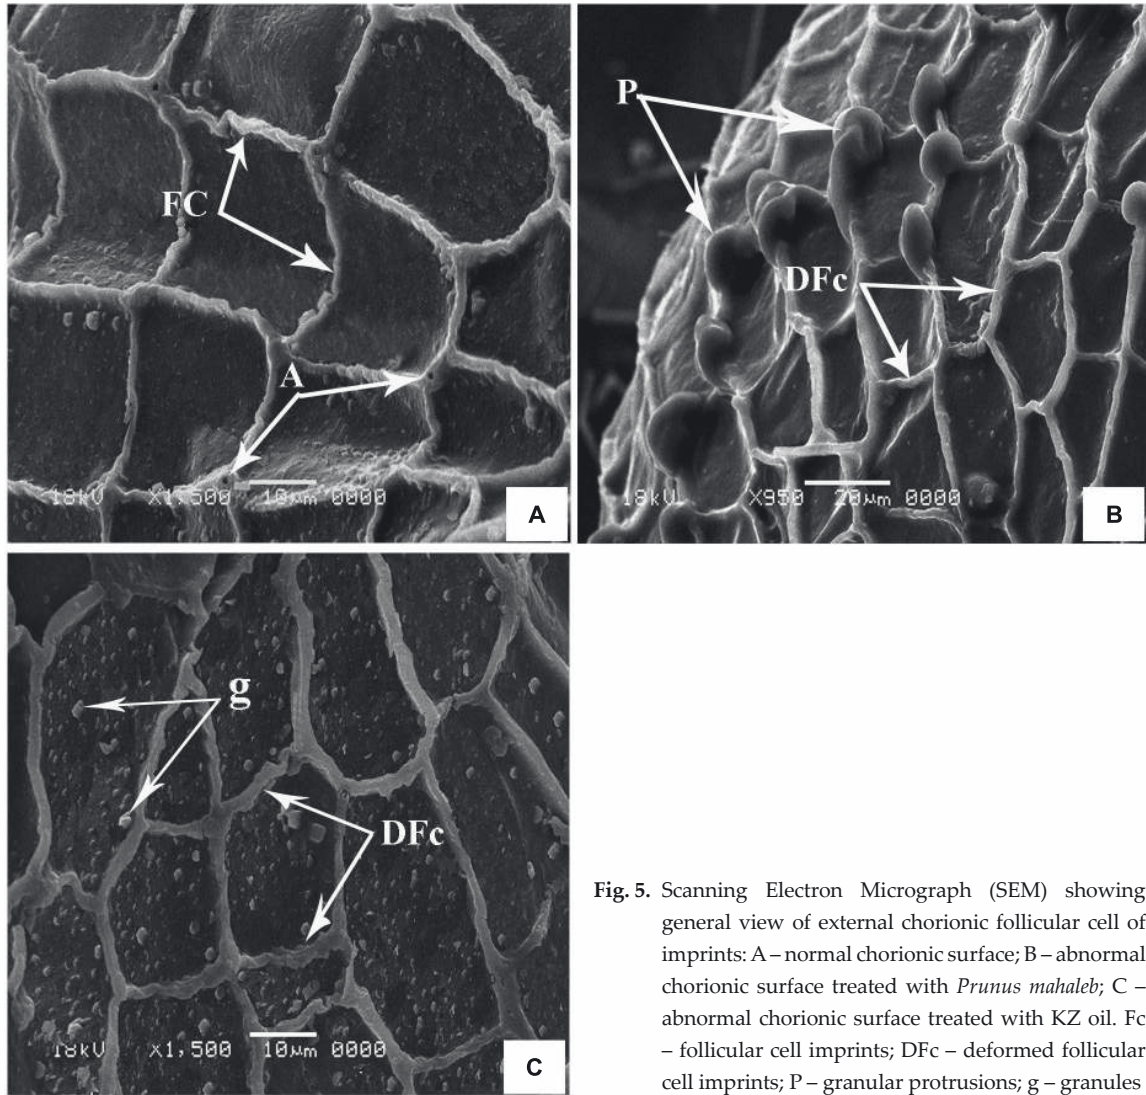 FC
A
18kV X1,500 10µm 0000
A
P
DFc
18kV X950 20µm 0000
B
g
DFc
18kV x1,500 10µm 0000
C
Fig. 5. Scanning Electron Micrograph (SEM) showing
general view of external chorionic follicular cell of
imprints: A – normal chorionic surface; B – abnormal
chorionic surface treated with Prunus mahaleb; C –
abnormal chorionic surface treated with KZ oil. Fc
– follicular cell imprints; DFc – deformed follicular
cell imprints; P – granular protrusions; g – granules